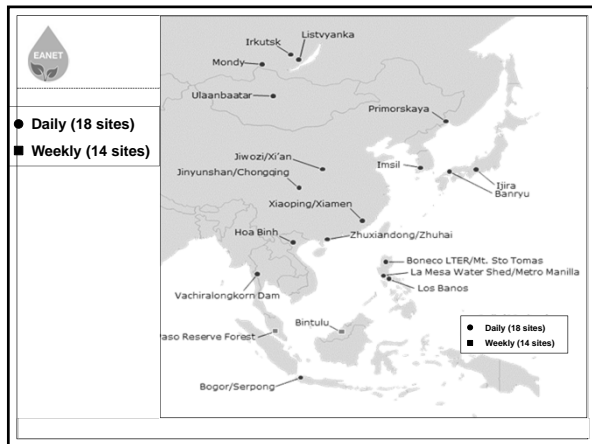 EANET
Daily (18 sites)
Weekly (14 sites)
Listvyanka
Irkutsk
Mondy
Ulaanbaatar
Primorskaya
Jiwozi/Xi'an
Imsil
Jinyunshan/Chongqing
Ijira
Banryu
Xiaoping/Xiamen
Hoa Binh
Zhuxiandong/Zhuhai
Boneco LTER/Mt. Sto Tomas
La Mesa Water Shed/Metro Manilla
Los Banos
Vachiralongkorn Dam
Bintulu
aso Reserve Forest
Daily (18 sites)
Weekly (14 sites)
Bogor/Serpong